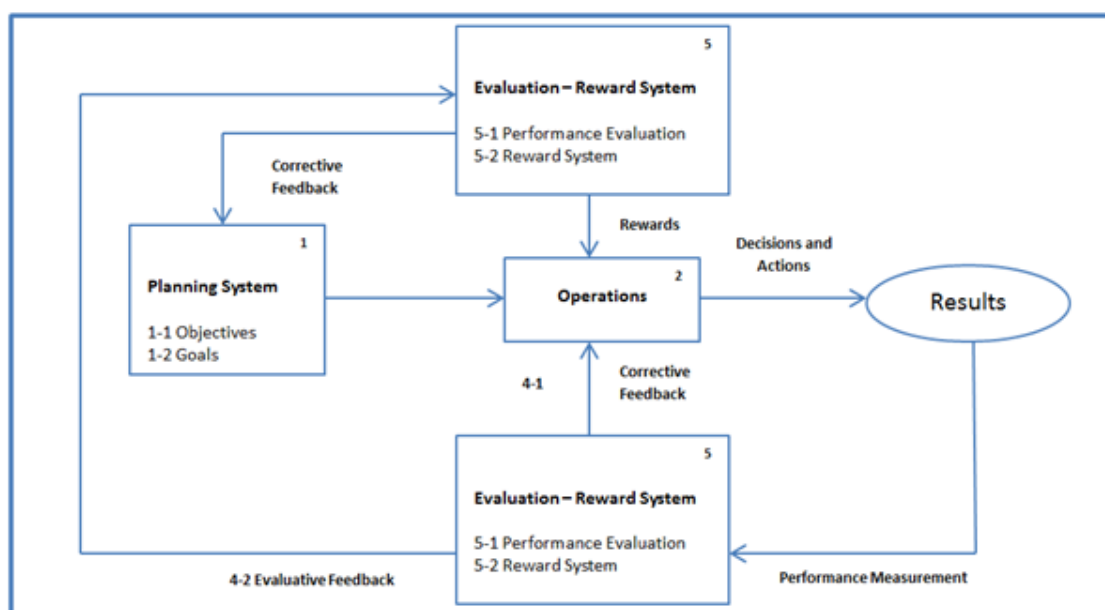 5
Evaluation – Reward System
5-1 Performance Evaluation
5-2 Reward System
Corrective
Feedback
Rewards
Decisions and
Actions
1
Planning System
1-1 Objectives
1-2 Goals
2
Operations
Results
4-1
Corrective
Feedback
5
Evaluation – Reward System
5-1 Performance Evaluation
5-2 Reward System
4-2 Evaluative Feedback
Performance Measurement